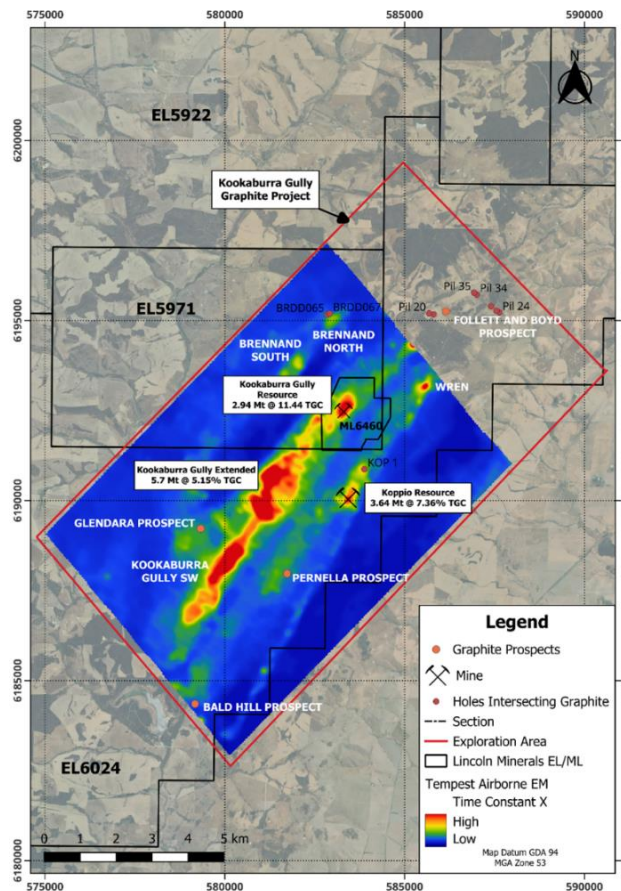 575000
580000
585000
590000
N
EL5922
6200000
Kookaburra Gully
Graphite Project
EL5971
Pil 35
Pil 34
BRDD065
BRDD067
Pil 20
Pil 24
6195000
FOLLETT AND BOYD
PROSPECT
BRENNAND
NORTH
BRENNAND
SOUTH
Kookaburra Gully
Resource
2.94 Mt @ 11.44 TGC
WREN
ML6460
Kookaburra Gully Extended
5.7 Mt @ 5.15% TGC
KOP 1
6190000
Koppio Resource
3.64 Mt @ 7.36% TGC
GLENDARA PROSPECT
KOOKABURRA
GULLY SW
PERNELLA PROSPECT
6185000
BALD HILL PROSPECT
EL6024
0 1 2 3 4 5 km
6180000
575000
580000
Legend
Graphite Prospects
Mine
Holes Intersecting Graphite
Section
Exploration Area
Lincoln Minerals EL/ML
Tempest Airborne EM
Time Constant X
High
Low
Map Datum GDA 94
MGA Zone 53
585000
590000